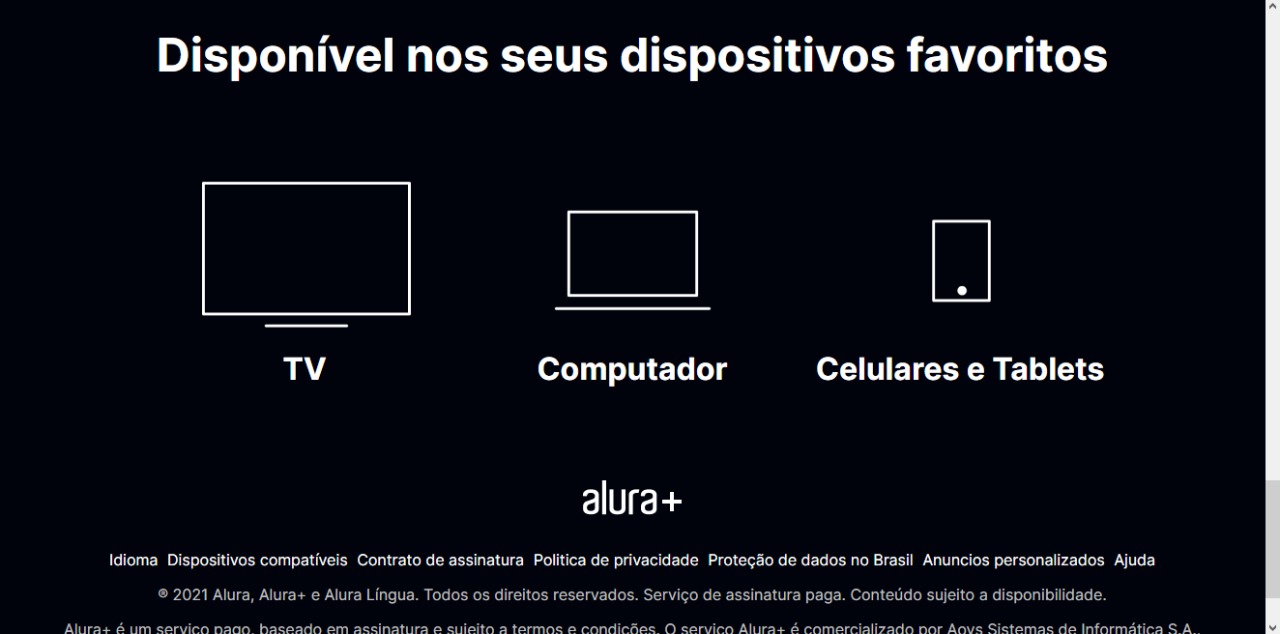 Disponível nos seus dispositivos favoritos
TV
Computador
Celulares e Tablets
alura+
Idioma Dispositivos compatíveis Contrato de assinatura Politica de privacidade Proteção de dados no Brasil Anuncios personalizados Ajuda
® 2021 Alura, Alura+ e Alura Língua. Todos os direitos reservados. Serviço de assinatura paga. Conteúdo sujeito a disponibilidade.
Alura+ é um serviço pago, baseado em assinatura e sujeito a termos e condições. O serviço Alura+ é comercializado por Aovs Sistemas de Informática S.A.,